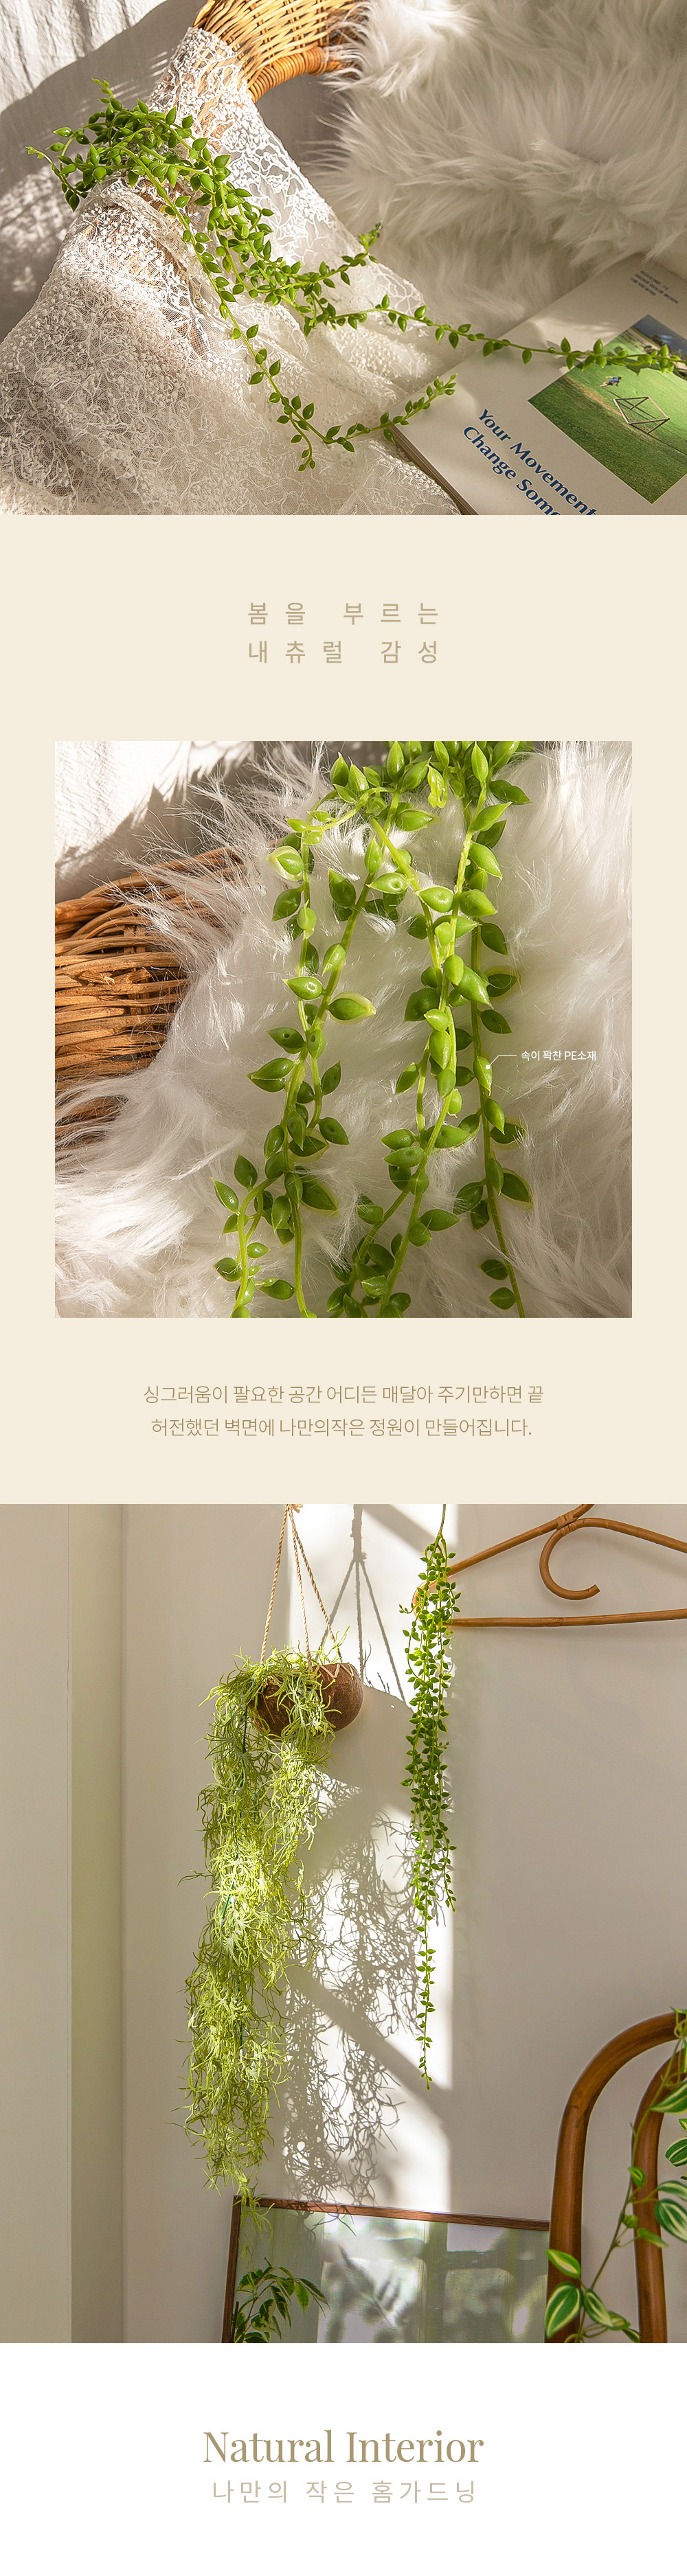 Your Movement
Change Some
봄을 부르는
내츄럴 감성
속이 꽉찬 PE소재
싱그러움이 필요한 공간 어디든 매달아 주기만하면 끝
허전했던 벽면에 나만의작은 정원이 만들어집니다.
Natural Interior
나만의 작은 홈가드닝